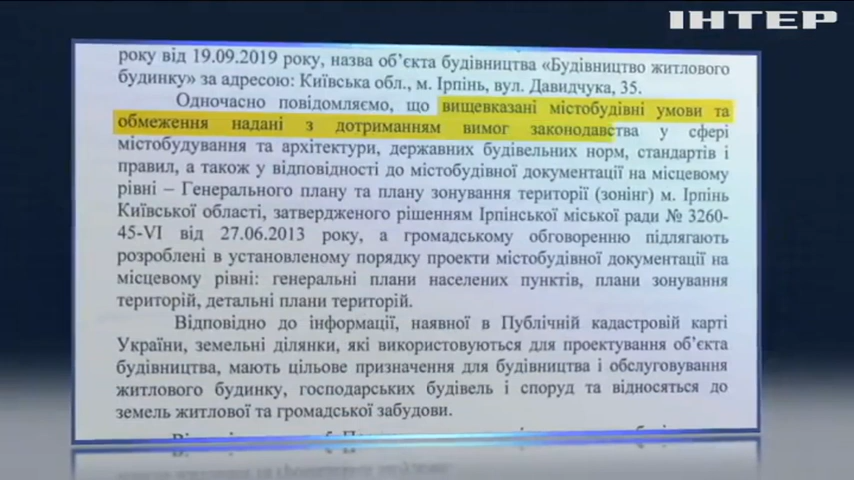 ІНТЕР
року від 19.09.2019 року, назва об'єкта будівництва «Будівництво житлового
будинку» за адресою: Київська обл., м. Ірпінь, вул. Давидчука, 35.
Одночасно повідомляємо, що вищевказані містобудівні умови та
обмеження надані з дотриманням вимог законодавства у сфері
містобудування та архітектури, державних будівельних норм, стандартів і
правил, а також у відповідності до містобудівної документації на місцевому
рівні – Генерального плану та плану зонування території (зонінг) м. Ірпінь
Київської області, затвердженого рішенням Ірпінської міської ради № 3260-
45-VI від 27.06.2013 року, а громадському обговоренню підлягають
розроблені в установленому порядку проекти містобудівної документації на
місцевому рівні: генеральні плани населених пунктів, плани зонування
територій, детальні плани територій.
Відповідно до інформації, наявної в Публічній кадастровій карті
України, земельні ділянки, які використовуються для проектування об'єкта
будівництва, мають цільове призначення для будівництва і обслуговування
житлового будинку, господарських будівель і споруд та відносяться до
земель житлової та громадської забудови.